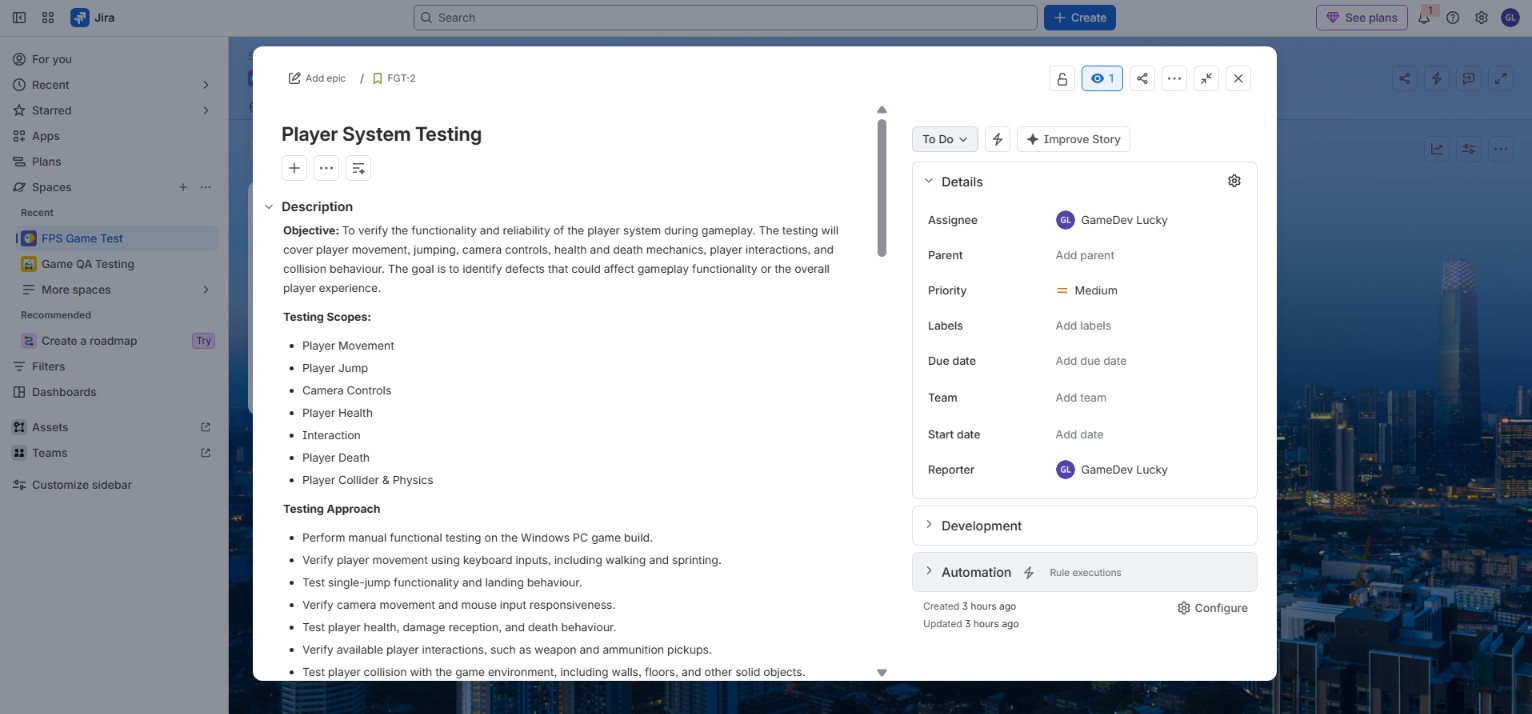 Jira
Search
Create
See plans
1
GL
For you
Recent
Starred
Apps
Plans
Spaces
Recent
FPS Game Test
Game QA Testing
More spaces
Recommended
Create a roadmap
Try
Filters
Dashboards
Assets
Teams
Customize sidebar
Add epic / FGT-2
1
Player System Testing
Description
Objective: To verify the functionality and reliability of the player system during gameplay. The testing will
cover player movement, jumping, camera controls, health and death mechanics, player interactions, and
collision behaviour. The goal is to identify defects that could affect gameplay functionality or the overall
player experience.
Testing Scopes:
• Player Movement
• Player Jump
• Camera Controls
• Player Health
• Interaction
• Player Death
• Player Collider & Physics
Testing Approach
• Perform manual functional testing on the Windows PC game build.
• Verify player movement using keyboard inputs, including walking and sprinting.
• Test single-jump functionality and landing behaviour.
• Verify camera movement and mouse input responsiveness.
• Test player health, damage reception, and death behaviour.
• Verify available player interactions, such as weapon and ammunition pickups.
• Test player collision with the game environment, including walls, floors, and other solid objects.
To Do
Improve Story
Details
Assignee
GL GameDev Lucky
Parent
Add parent
Priority
Medium
Labels
Add labels
Due date
Add due date
Team
Add team
Start date
Add date
Reporter
GL GameDev Lucky
Development
Automation
Rule executions
Created 3 hours ago
Configure
Updated 3 hours ago